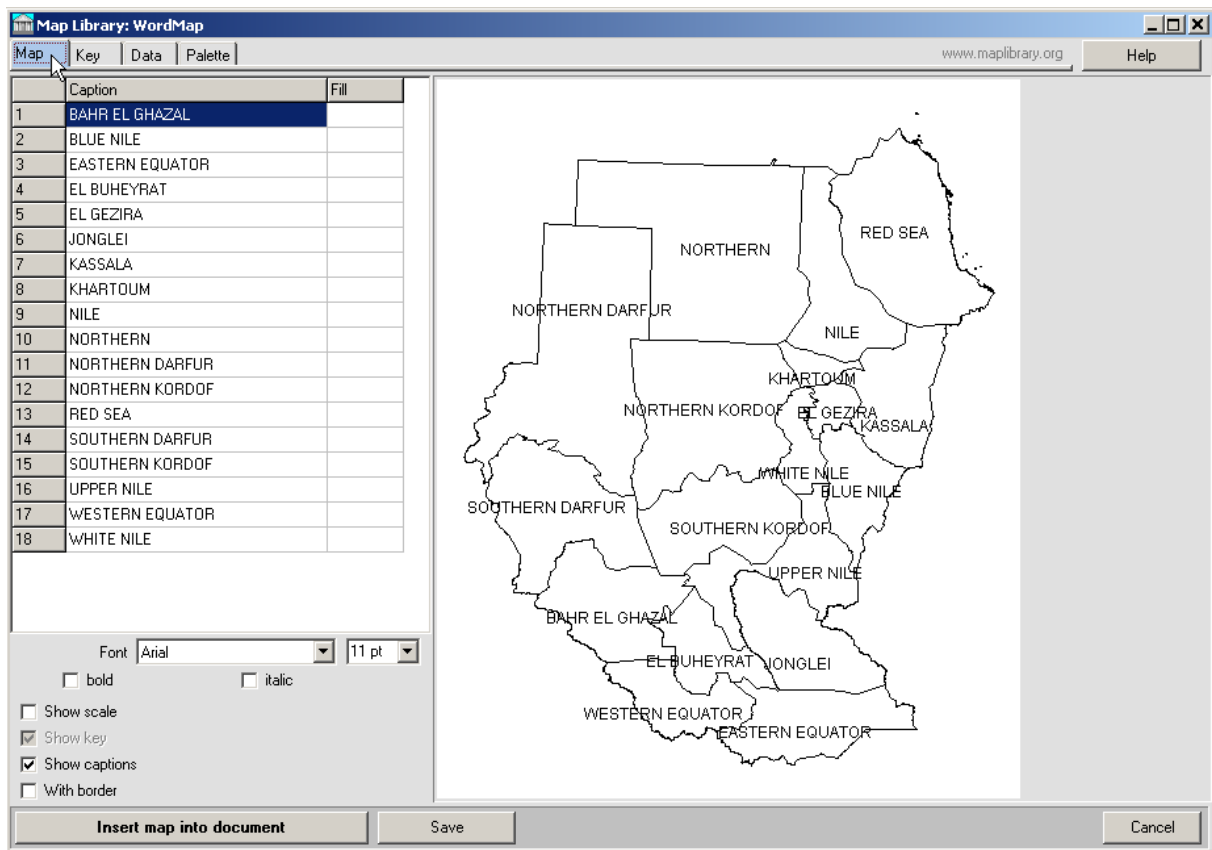 Map Library: WordMap
Map Key Data Palette www.maplibrary.org Help
Caption Fill
1 BAHR EL GHAZAL
2 BLUE NILE
3 EASTERN EQUATOR
4 EL BUHEYRAT
5 EL GEZIRA
6 JONGLEI
7 KASSALA
8 KHARTOUM
9 NILE
10 NORTHERN
11 NORTHERN DARFUR
12 NORTHERN KORDOF
13 RED SEA
14 SOUTHERN DARFUR
15 SOUTHERN KORDOF
16 UPPER NILE
17 WESTERN EQUATOR
18 WHITE NILE
Font Arial 11 pt
bold italic
Show scale
Show key
Show captions
With border
RED SEA
NORTHERN
NORTHERN DARFUR
NILE
KHARTOUM
NORTHERN KORDOF EL GEZIRA
KASSALA
WHITE NILE
BLUE NILE
SOUTHERN DARFUR
SOUTHERN KORDOF
UPPER NILE
BAHR EL GHAZAL
EL BUHEYRAT JONGLEI
WESTERN EQUATOR
EASTERN EQUATOR
Insert map into document Save Cancel